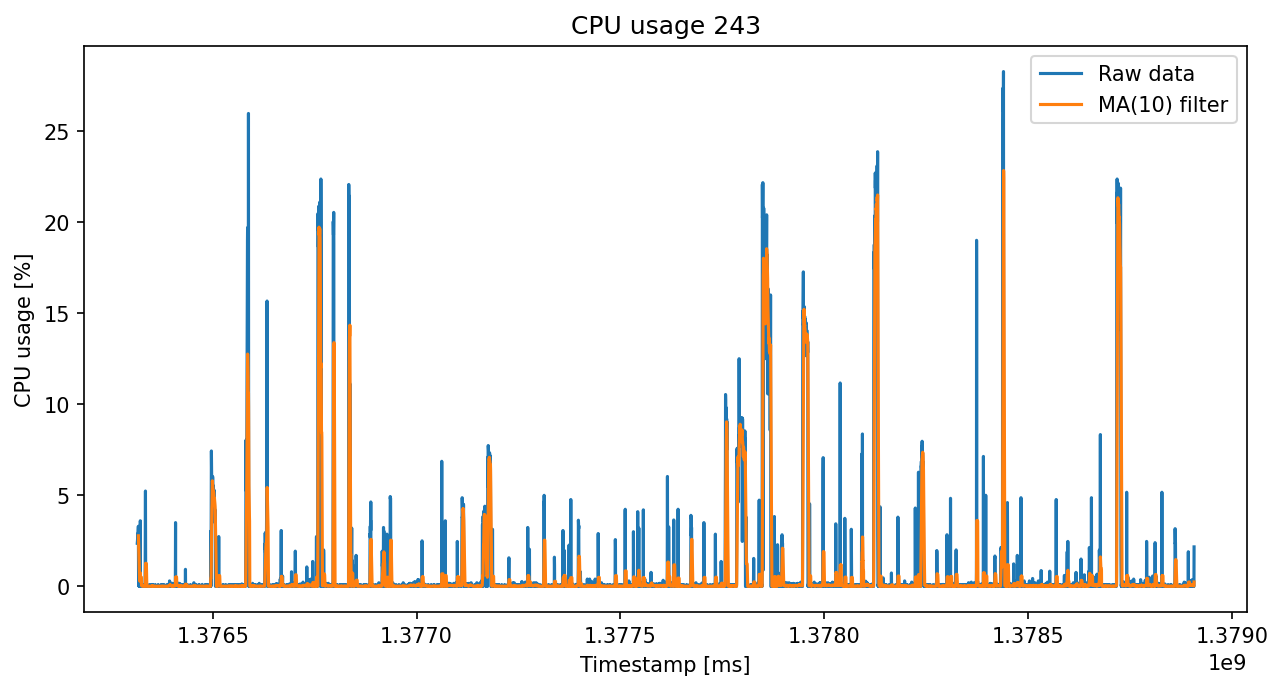 CPU usage 243
Raw data
MA(10) filter
CPU usage [%]
25
20
15
10
5
0
1.3765 1.3770 1.3775 1.3780 1.3785 1.3790
1e9
Timestamp [ms]